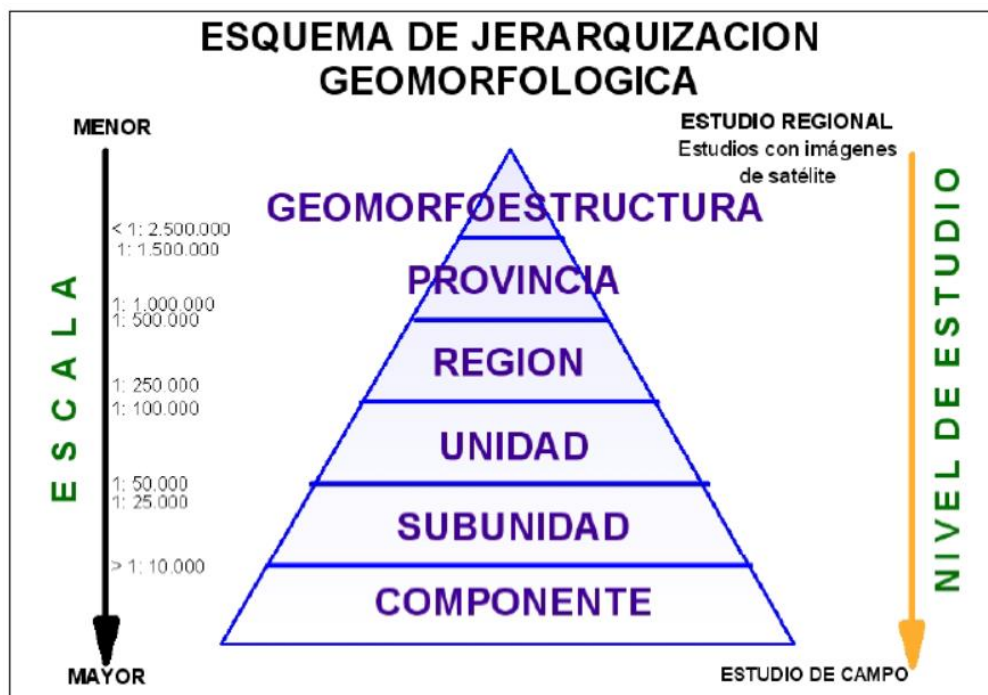 ESQUEMA DE JERARQUIZACION
GEOMORFOLOGICA
MENOR
ESTUDIO REGIONAL
Estudios con imágenes
de satélite
ESCALA
< 1: 2.500.000
1: 1.500.000
1: 1.000.000
1: 500.000
1: 250.000
1: 100.000
1: 50.000
1: 25.000
> 1: 10.000
GEOMORFOESTRUCTURA
PROVINCIA
REGION
UNIDAD
SUBUNIDAD
COMPONENTE
NIVEL DE ESTUDIO
MAYOR
ESTUDIO DE CAMPO